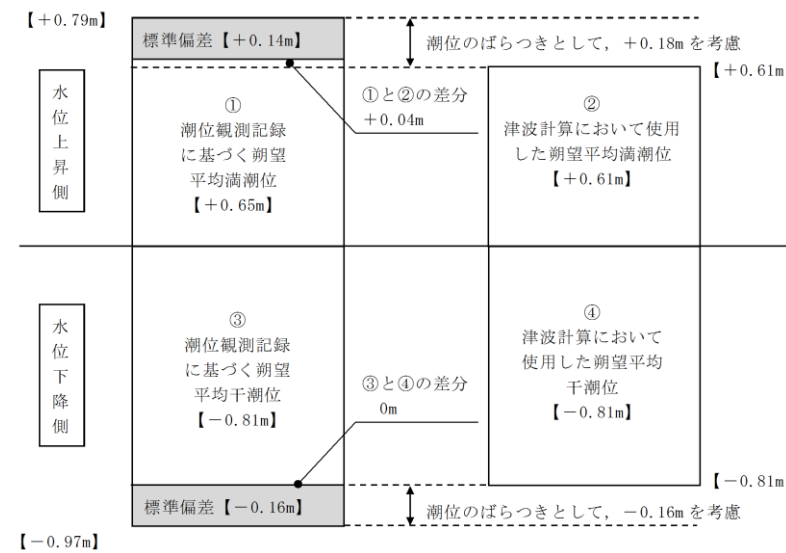 【＋0.79m】
標準偏差【＋0.14m】
潮位のばらつきとして，＋0.18mを考慮
【＋0.61m】
水位上昇側
①
潮位観測記録
に基づく朔望
平均満潮位
【＋0.65m】
①と②の差分
＋0.04m
②
津波計算において使用
した朔望平均満潮位
【＋0.61m】
水位下降側
③
潮位観測記録
に基づく朔望
平均干潮位
【－0.81m】
③と④の差分
0m
④
津波計算において
使用した朔望平均
干潮位
【－0.81m】
【－0.81m】
標準偏差【－0.16m】
潮位のばらつきとして，－0.16mを考慮
【－0.97m】